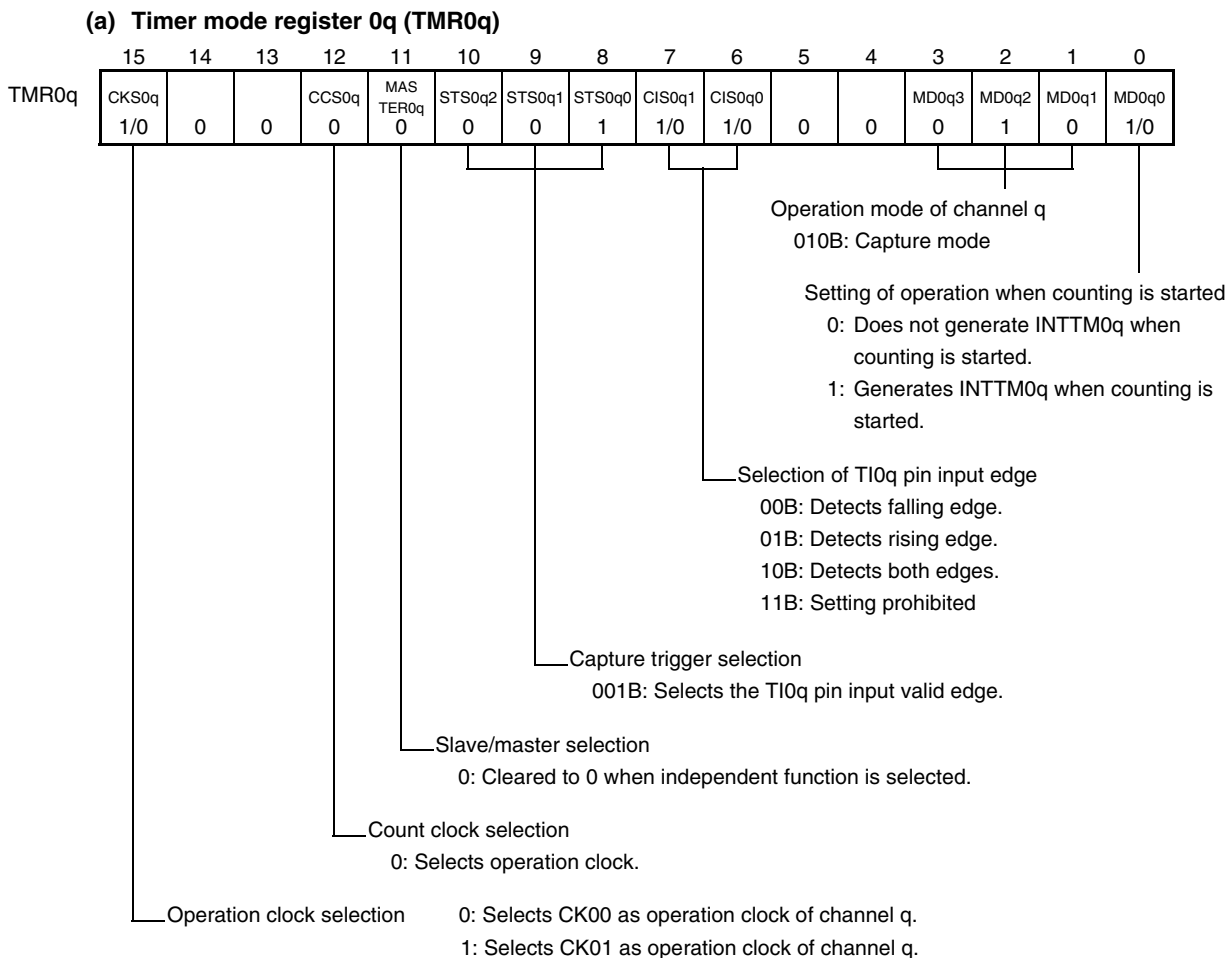 (a) Timer mode register 0q (TMR0q)
15 14 13 12 11 10 9 8 7 6 5 4 3 2 1 0
TMR0q
CKS0q CCS0q MAS TER0q STS0q2 STS0q1 STS0q0 CIS0q1 CIS0q0 MD0q3 MD0q2 MD0q1 MD0q0
1/0 0 0 0 0 0 0 1 1/0 1/0 0 0 0 1 0 1/0
Operation mode of channel q
010B: Capture mode
Setting of operation when counting is started
0: Does not generate INTTM0q when
counting is started.
1: Generates INTTM0q when counting is
started.
Selection of TI0q pin input edge
00B: Detects falling edge.
01B: Detects rising edge.
10B: Detects both edges.
11B: Setting prohibited
Capture trigger selection
001B: Selects the TI0q pin input valid edge.
Slave/master selection
0: Cleared to 0 when independent function is selected.
Count clock selection
0: Selects operation clock.
Operation clock selection 0: Selects CK00 as operation clock of channel q.
1: Selects CK01 as operation clock of channel q.